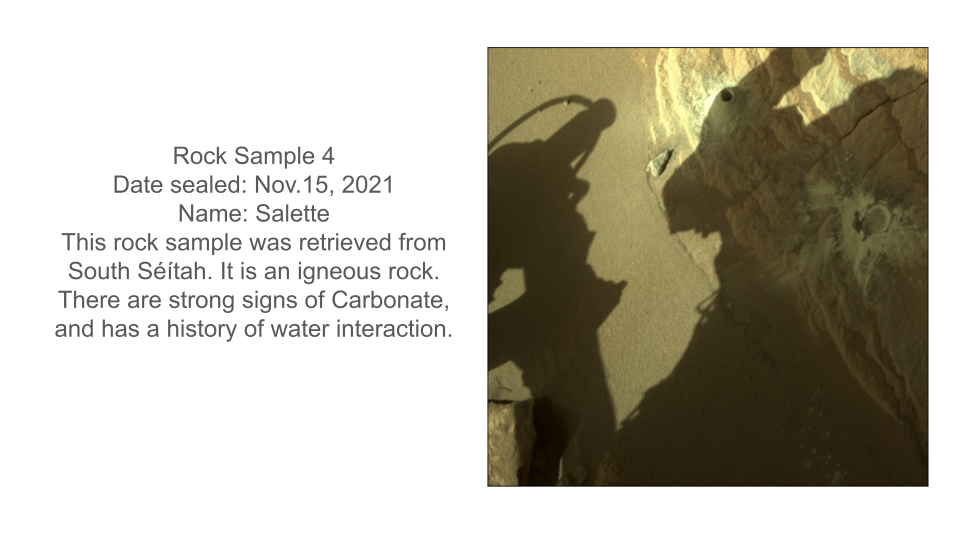 Rock Sample 4
Date sealed: Nov.15, 2021
Name: Salette
This rock sample was retrieved from
South Séítah. It is an igneous rock.
There are strong signs of Carbonate,
and has a history of water interaction.